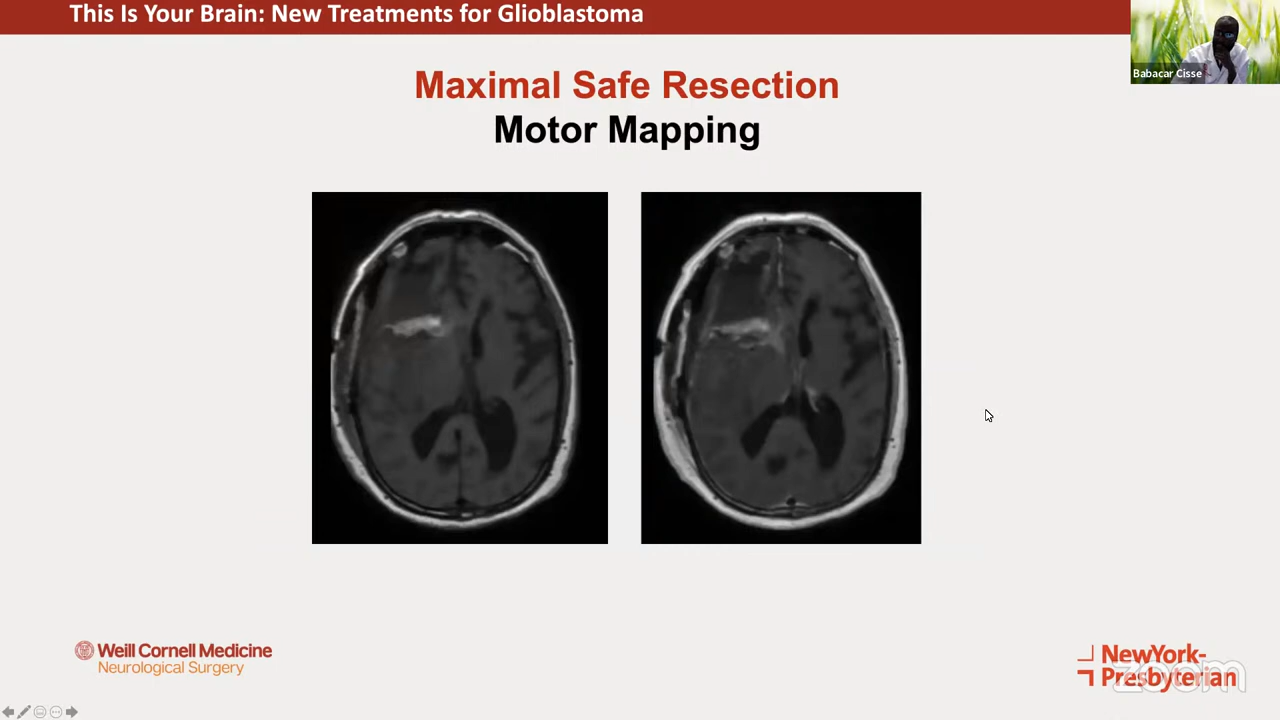 This Is Your Brain: New Treatments for Glioblastoma
Babacar Cisse
Maximal Safe Resection
Motor Mapping
Weill Cornell Medicine
Neurological Surgery
NewYork-
Presbyterian
zoom